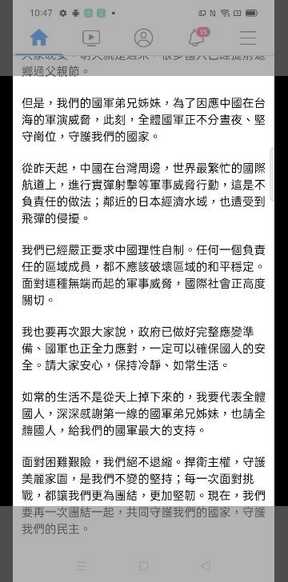 10:47
15
鄉過父親節。
但是，我們的國軍弟兄姊妹，為了因應中國在台
海的軍演威脅，此刻，全體國軍正不分晝夜、堅
守崗位，守護我們的國家。
從昨天起，中國在台灣周邊，世界最繁忙的國際
航道上，進行實彈射擊等軍事威脅行動，這是不
負責任的做法；鄰近的日本經濟水域，也遭受到
飛彈的侵擾。
我們已經嚴正要求中國理性自制。任何一個負責
任的區域成員，都不應該破壞區域的和平穩定。
面對這種無端而起的軍事威脅，國際社會正高度
關切。
我也要再次跟大家說，政府已做好完整應變準
備、國軍也正全力應對，一定可以確保國人的安
全。請大家安心，保持冷靜、如常生活。
如常的生活不是從天上掉下來的，我要代表全體
國人，深深感謝第一線的國軍弟兄姊妹，也請全
體國人，給我們的國軍最大的支持。
面對困難艱險，我們絕不退縮。捍衛主權，守護
美麗家園，是我們不變的堅持；每一次面對挑
戰，都讓我們更為團結，更加堅韌。現在，我們
要再一次團結一起，共同守護我們的國家，守護
我們的民主。